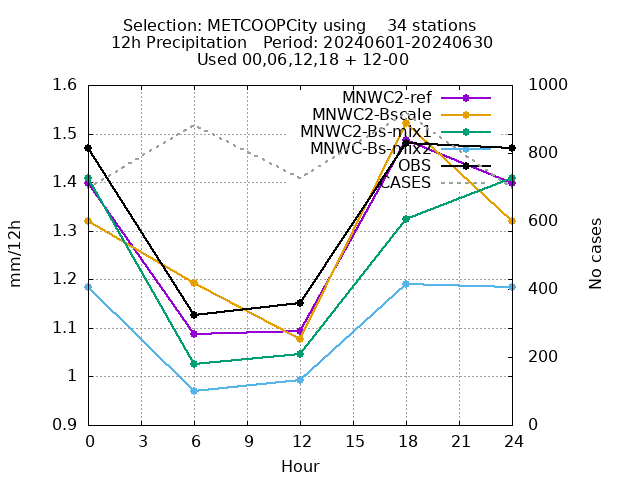 Selection: METCOOPCity using 34 stations
12h Precipitation Period: 20240601-20240630
Used 00,06,12,18 + 12-00
1.6
1.5
1.4
1.3
1.2
1.1
1
0.9
mm/12h
1000
800
600
400
200
0
No cases
MNWC2-ref
MNWC2-Bscale
MNWC2-Bs-mix1
MNWC-Bs-mix2
OBS
CASES
0 3 6 9 12 15 18 21 24
Hour